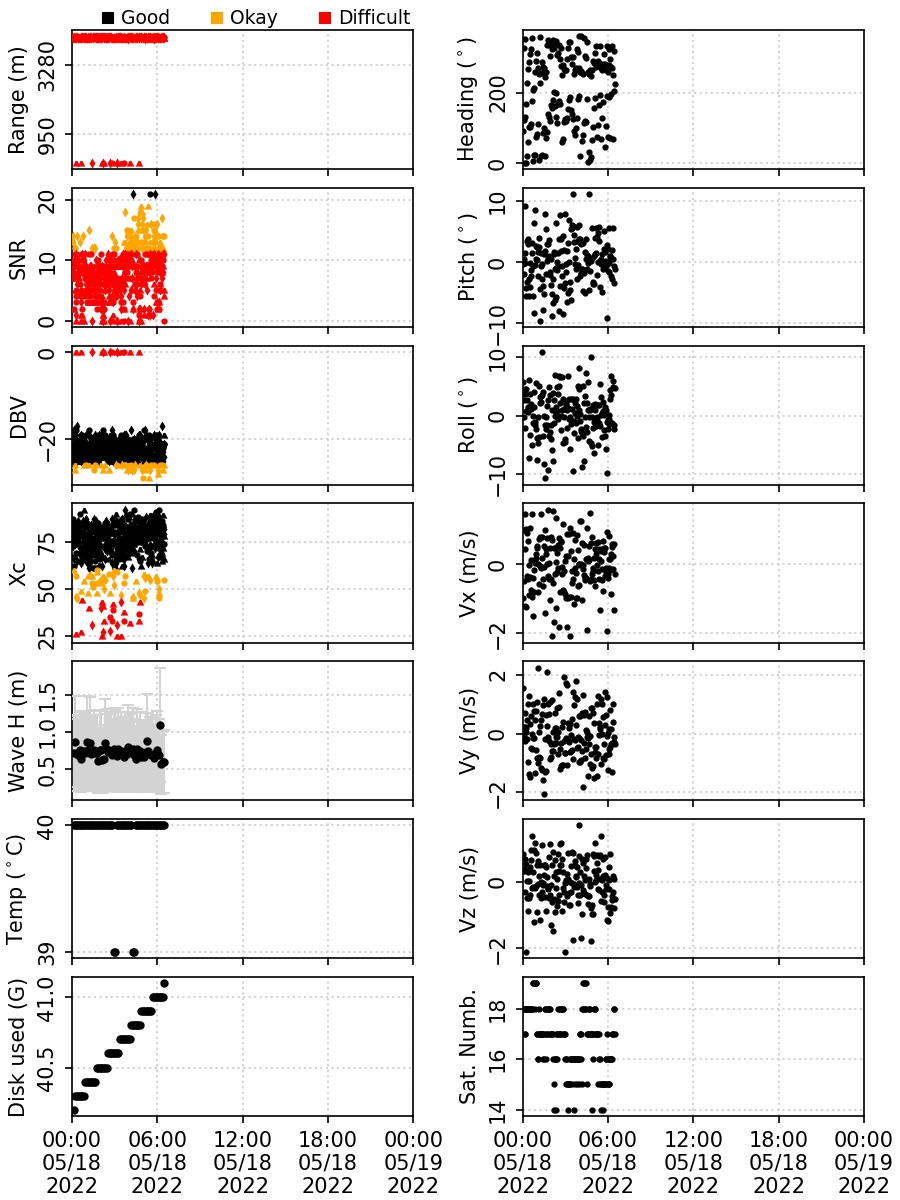 Good Okay Difficult
Range (m)
3280
950
Heading (°)
200
0
SNR
20
10
0
Pitch (°)
10
0
−10
DBV
0
−20
Roll (°)
10
0
−10
Xc
75
50
25
Vx (m/s)
0
−2
Wave H (m)
1.5
1.0
0.5
Vy (m/s)
2
0
−2
Temp (°C)
40
39
Vz (m/s)
0
−2
Disk used (G)
41.0
40.5
Sat. Numb.
18
16
14
00:00 06:00 12:00 18:00 00:00
05/18 05/18 05/18 05/18 05/19
2022 2022 2022 2022 2022
00:00 06:00 12:00 18:00 00:00
05/18 05/18 05/18 05/18 05/19
2022 2022 2022 2022 2022